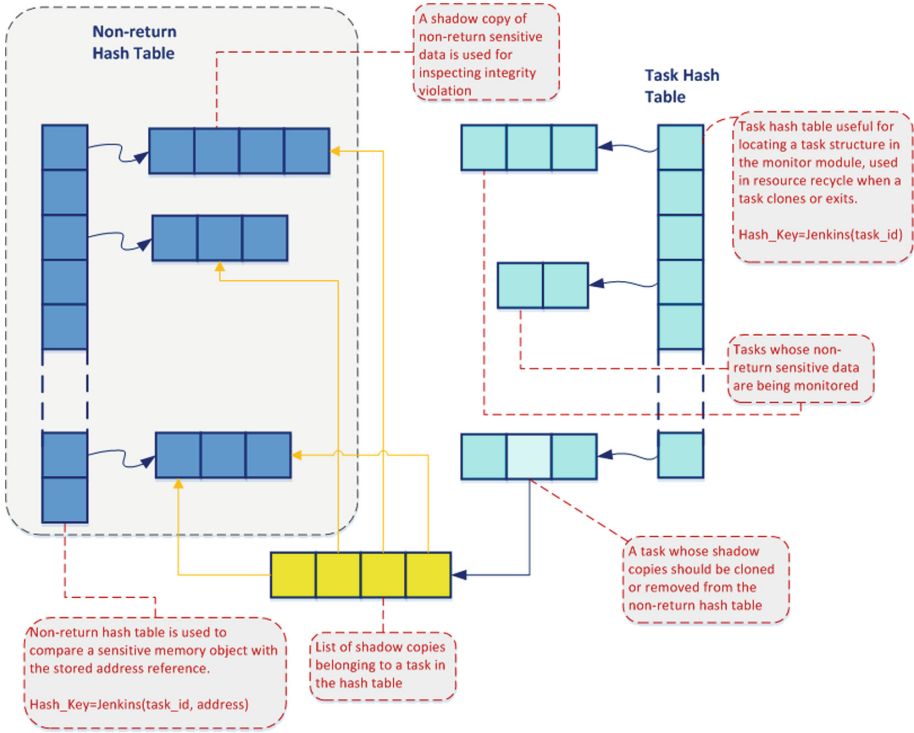 Non-return
Hash Table
A shadow copy of
non-return sensitive
data is used for
inspecting integrity
violation
Task Hash
Table
Task hash table useful for
locating a task structure in
the monitor module, used
in resource recycle when a
task clones or exits.
Hash_Key=Jenkins(task_id)
Tasks whose non-
return sensitive data
are being monitored
A task whose shadow
copies should be cloned
or removed from the
non-return hash table
Non-return hash table is used to
compare a sensitive memory object with
the stored address reference.
Hash_Key=Jenkins(task_id, address)
List of shadow copies
belonging to a task in
the hash table